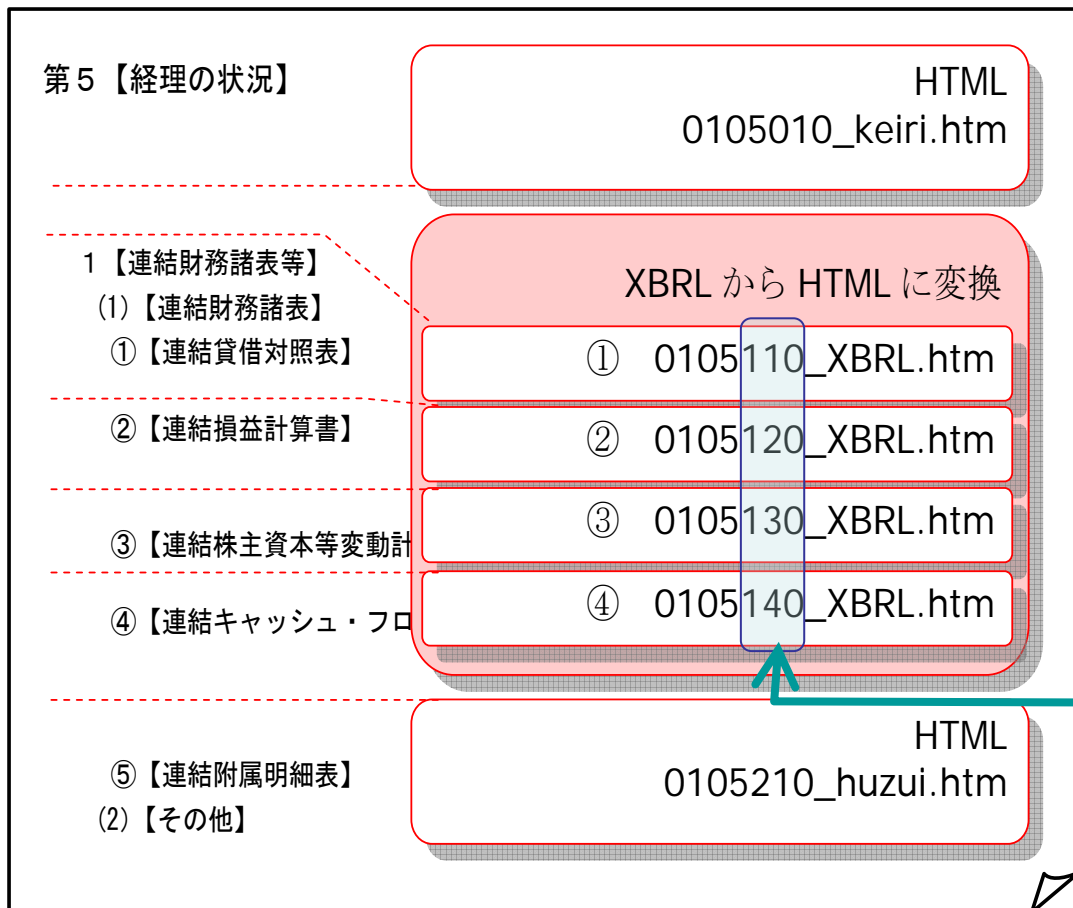 第５【経理の状況】
HTML
0105010_keiri.htm
１【連結財務諸表等】
(1)【連結財務諸表】
①【連結貸借対照表】
②【連結損益計算書】
③【連結株主資本等変動計
④【連結キャッシュ・フロ
XBRL から HTML に変換
① 0105110_XBRL.htm
② 0105120_XBRL.htm
③ 0105130_XBRL.htm
④ 0105140_XBRL.htm
⑤【連結附属明細表】
(2)【その他】
HTML
0105210_huzui.htm